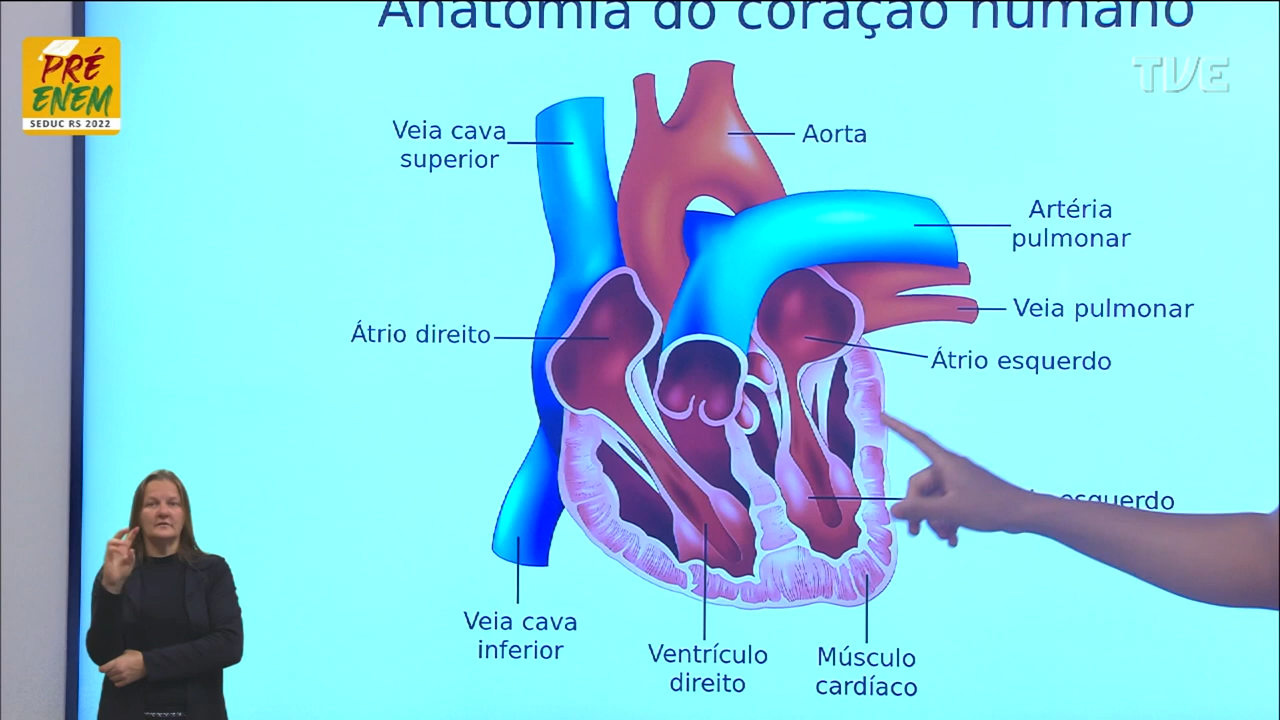 Anatomia do coração humano
PRÉ
ENEM
SEDUC RS 2022
TVE
Veia cava
superior
Aorta
Artéria
pulmonar
Veia pulmonar
Átrio direito
Átrio esquerdo
esquerdo
Veia cava
inferior
Ventrículo
direito
Músculo
cardíaco